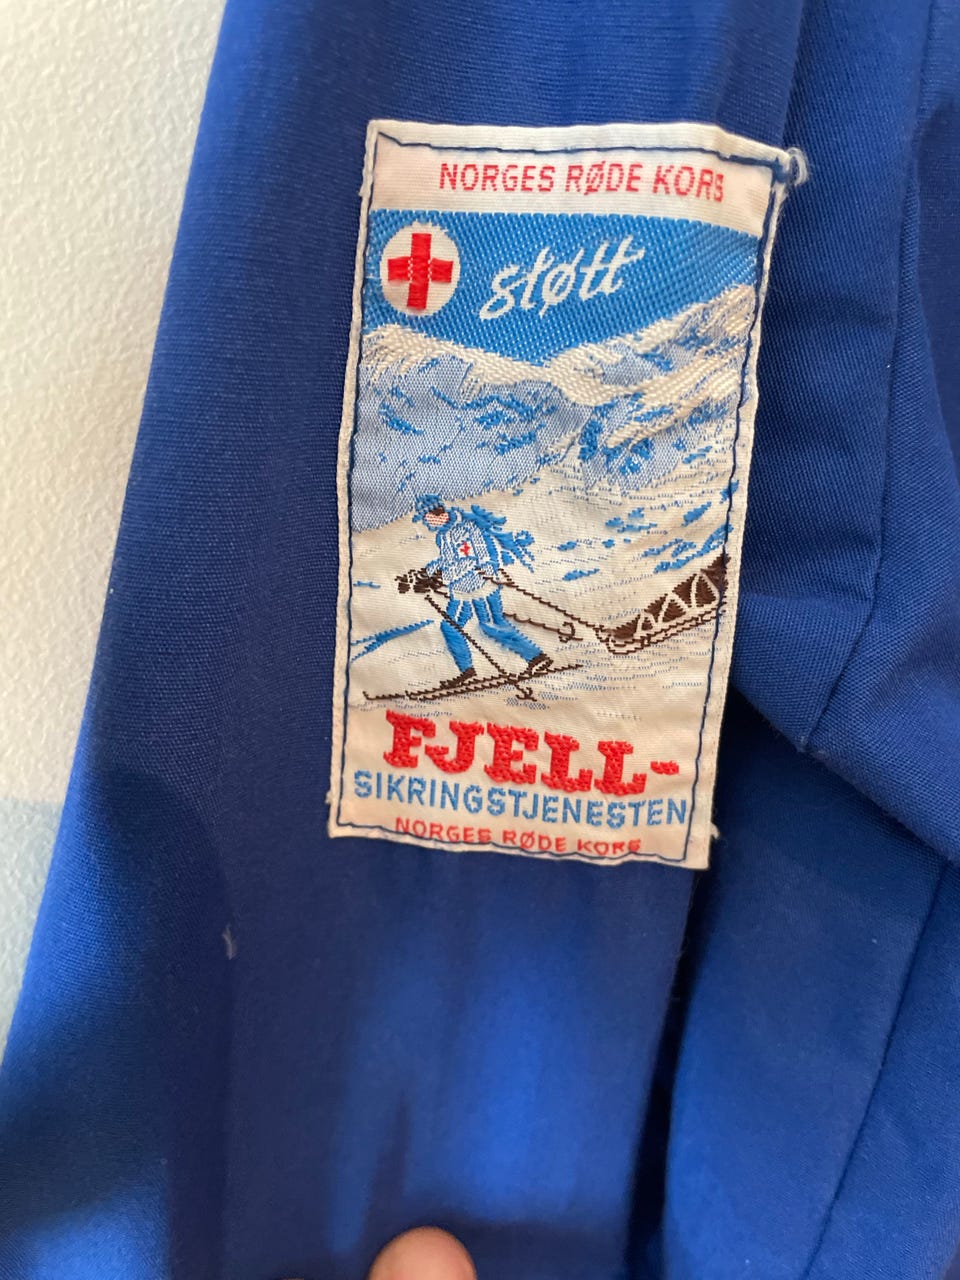 NORGES RØDE KORS
støtt
FJELL-
SIKRINGSTJENESTEN
NORGES RØDE KORS